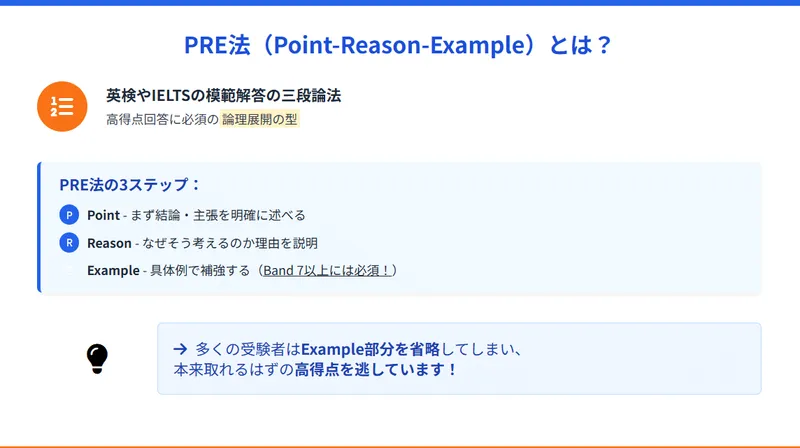 PRE法（Point-Reason-Example）とは？
英検やIELTSの模範解答の三段論法
高得点回答に必須の 論理展開の型
PRE法の3ステップ：
P Point - まず結論・主張を明確に述べる
R Reason - なぜそう考えるのか理由を説明
Example - 具体例で補強する（Band 7以上には必須！）
→ 多くの受験者はExample部分を省略してしまい、
本来取れるはずの高得点を逃しています！